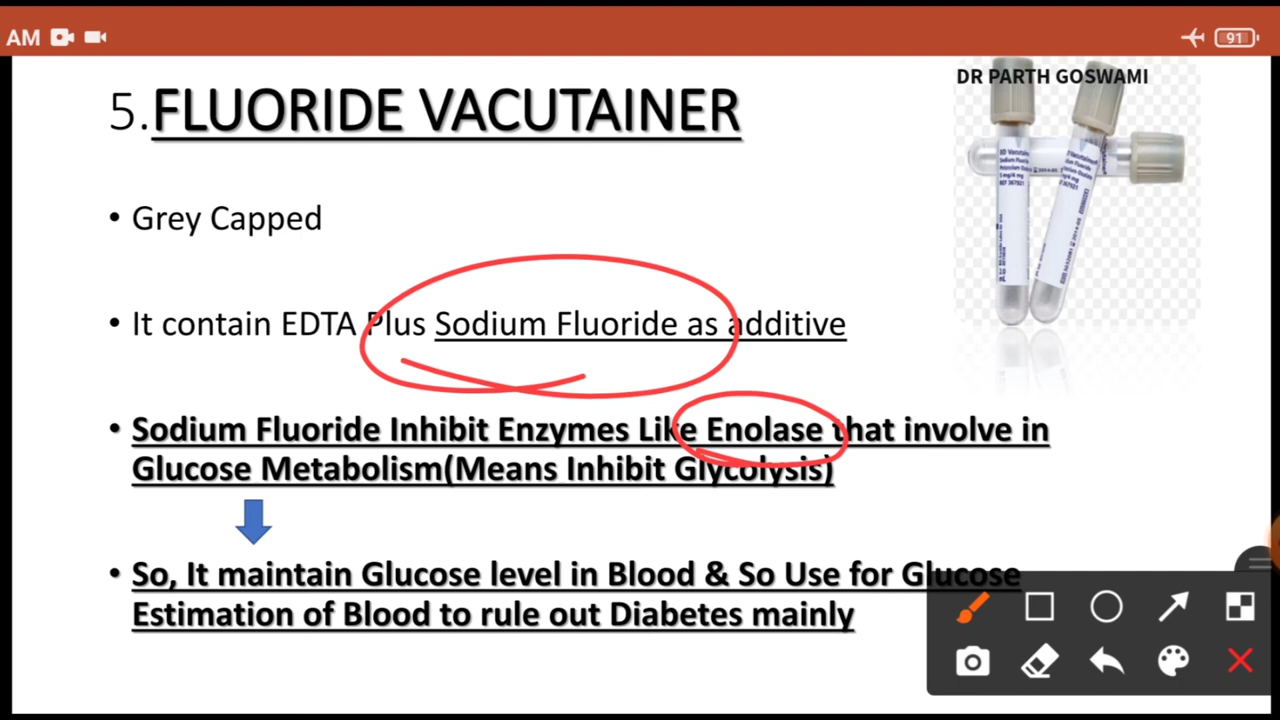 AM
91
DR PARTH GOSWAMI
5.FLUORIDE VACUTAINER
• Grey Capped
• It contain EDTA Plus Sodium Fluoride as additive
• Sodium Fluoride Inhibit Enzymes Like Enolase that involve in
Glucose Metabolism(Means Inhibit Glycolysis)
• So, It maintain Glucose level in Blood & So Use for Glucose
Estimation of Blood to rule out Diabetes mainly